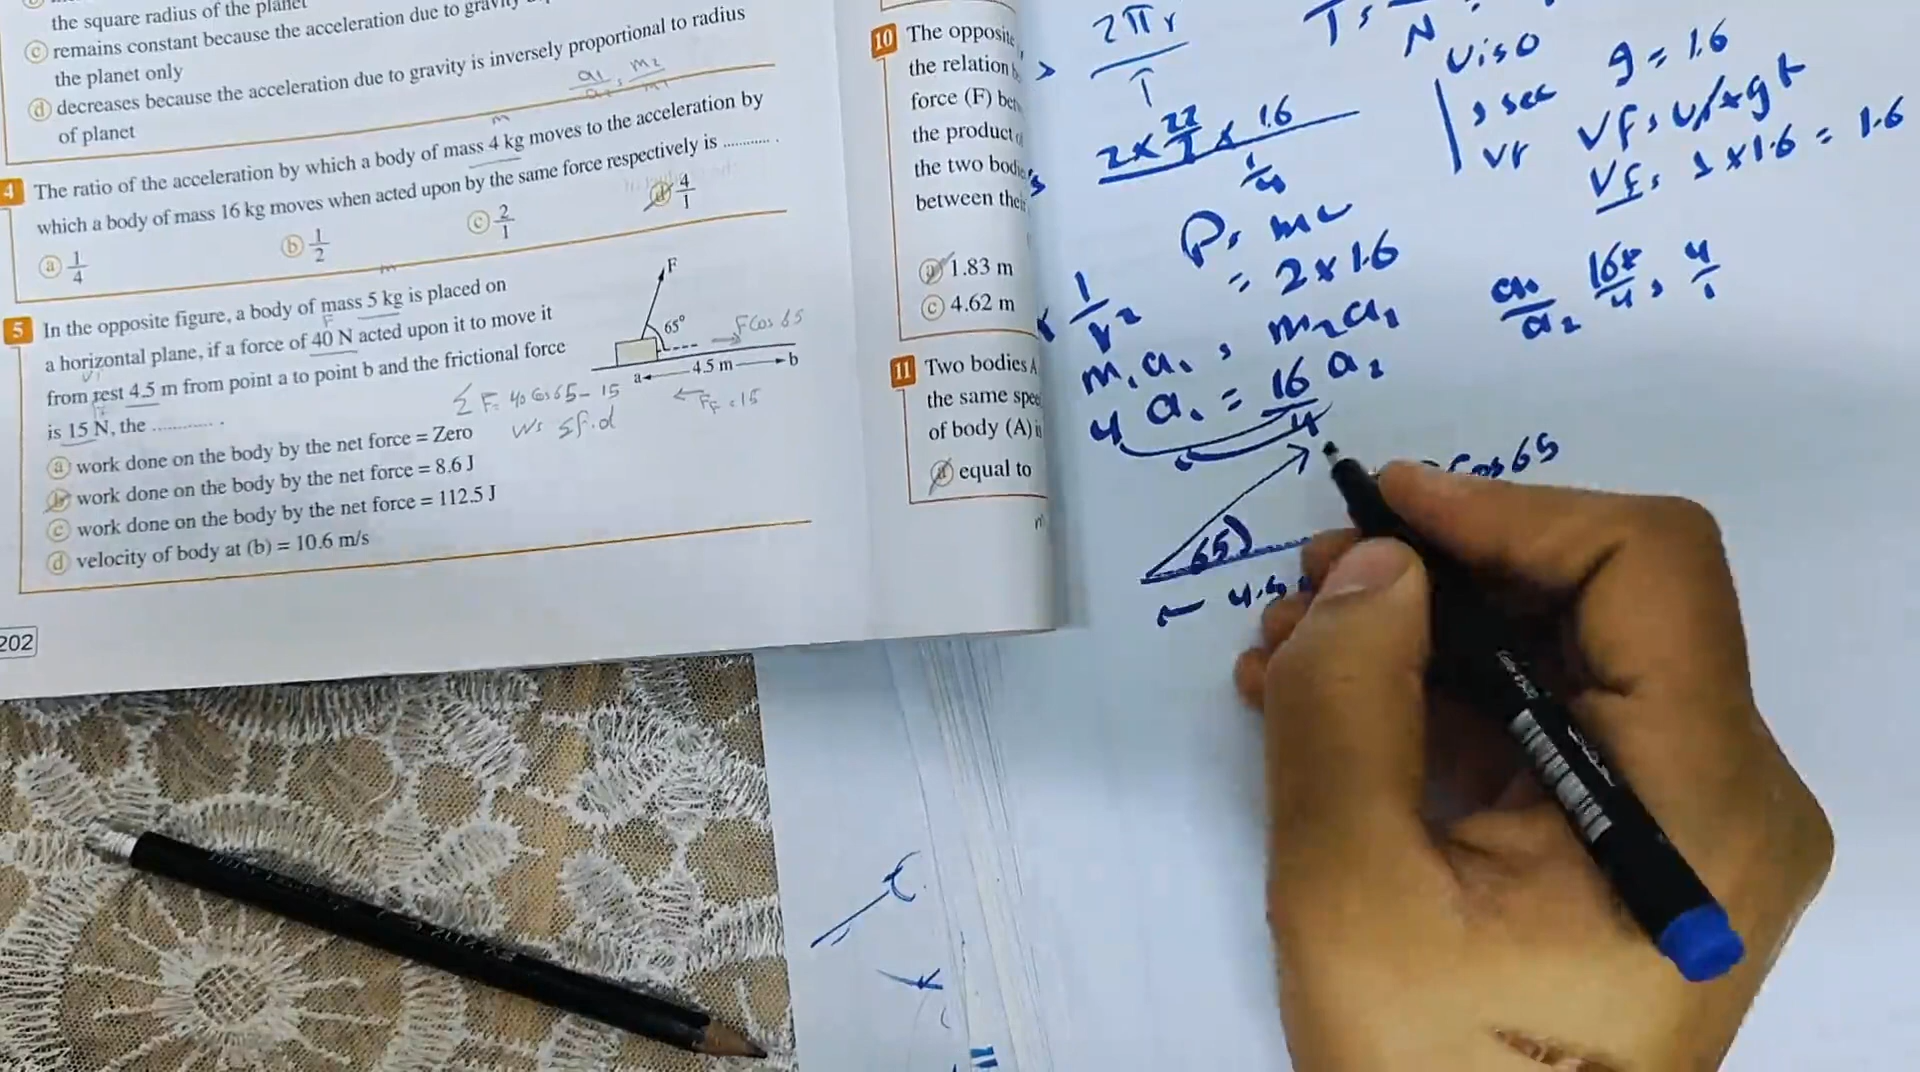 the square radius of the planet
c remains constant because the acceleration due to gravity
the planet only
d decreases because the acceleration due to gravity is inversely proportional to radius
of planet
a1 m2
m
4 The ratio of the acceleration by which a body of mass 4 kg moves to the acceleration by
which a body of mass 16 kg moves when acted upon by the same force respectively is ............ .
a 1/4
b 1/2
c 2/1
d 4/1
m
5 In the opposite figure, a body of mass 5 kg is placed on
F
a horizontal plane, if a force of 40 N acted upon it to move it
from rest 4.5 m from point a to point b and the frictional force
is 15 N, the ............ .
a work done on the body by the net force = Zero
b work done on the body by the net force = 8.6 J
c work done on the body by the net force = 112.5 J
d velocity of body at (b) = 10.6 m/s
F
65°
F Cos 65
a 4.5 m b
FF = 15
Σ F = 40 Cos 65 - 15
W = Σf.d
202
10 The opposite
the relation
force (F)
the product
the two bodies
between their
a 1.83 m
c 4.62 m
11 Two bodies A
the same
of body (A)
a equal to
2πr
T
2 × 22/7 × 1.6
N
g = 1.6
sec
Vf
Vf = 1 × 1.6 = 1.6
P = mv
= 2 × 1.6
1
r2
m1 a1 = m2 a2
4 a1 = 16 a2
4
a1/a2 16/4 = 4/1
Cos 65
65
4.5